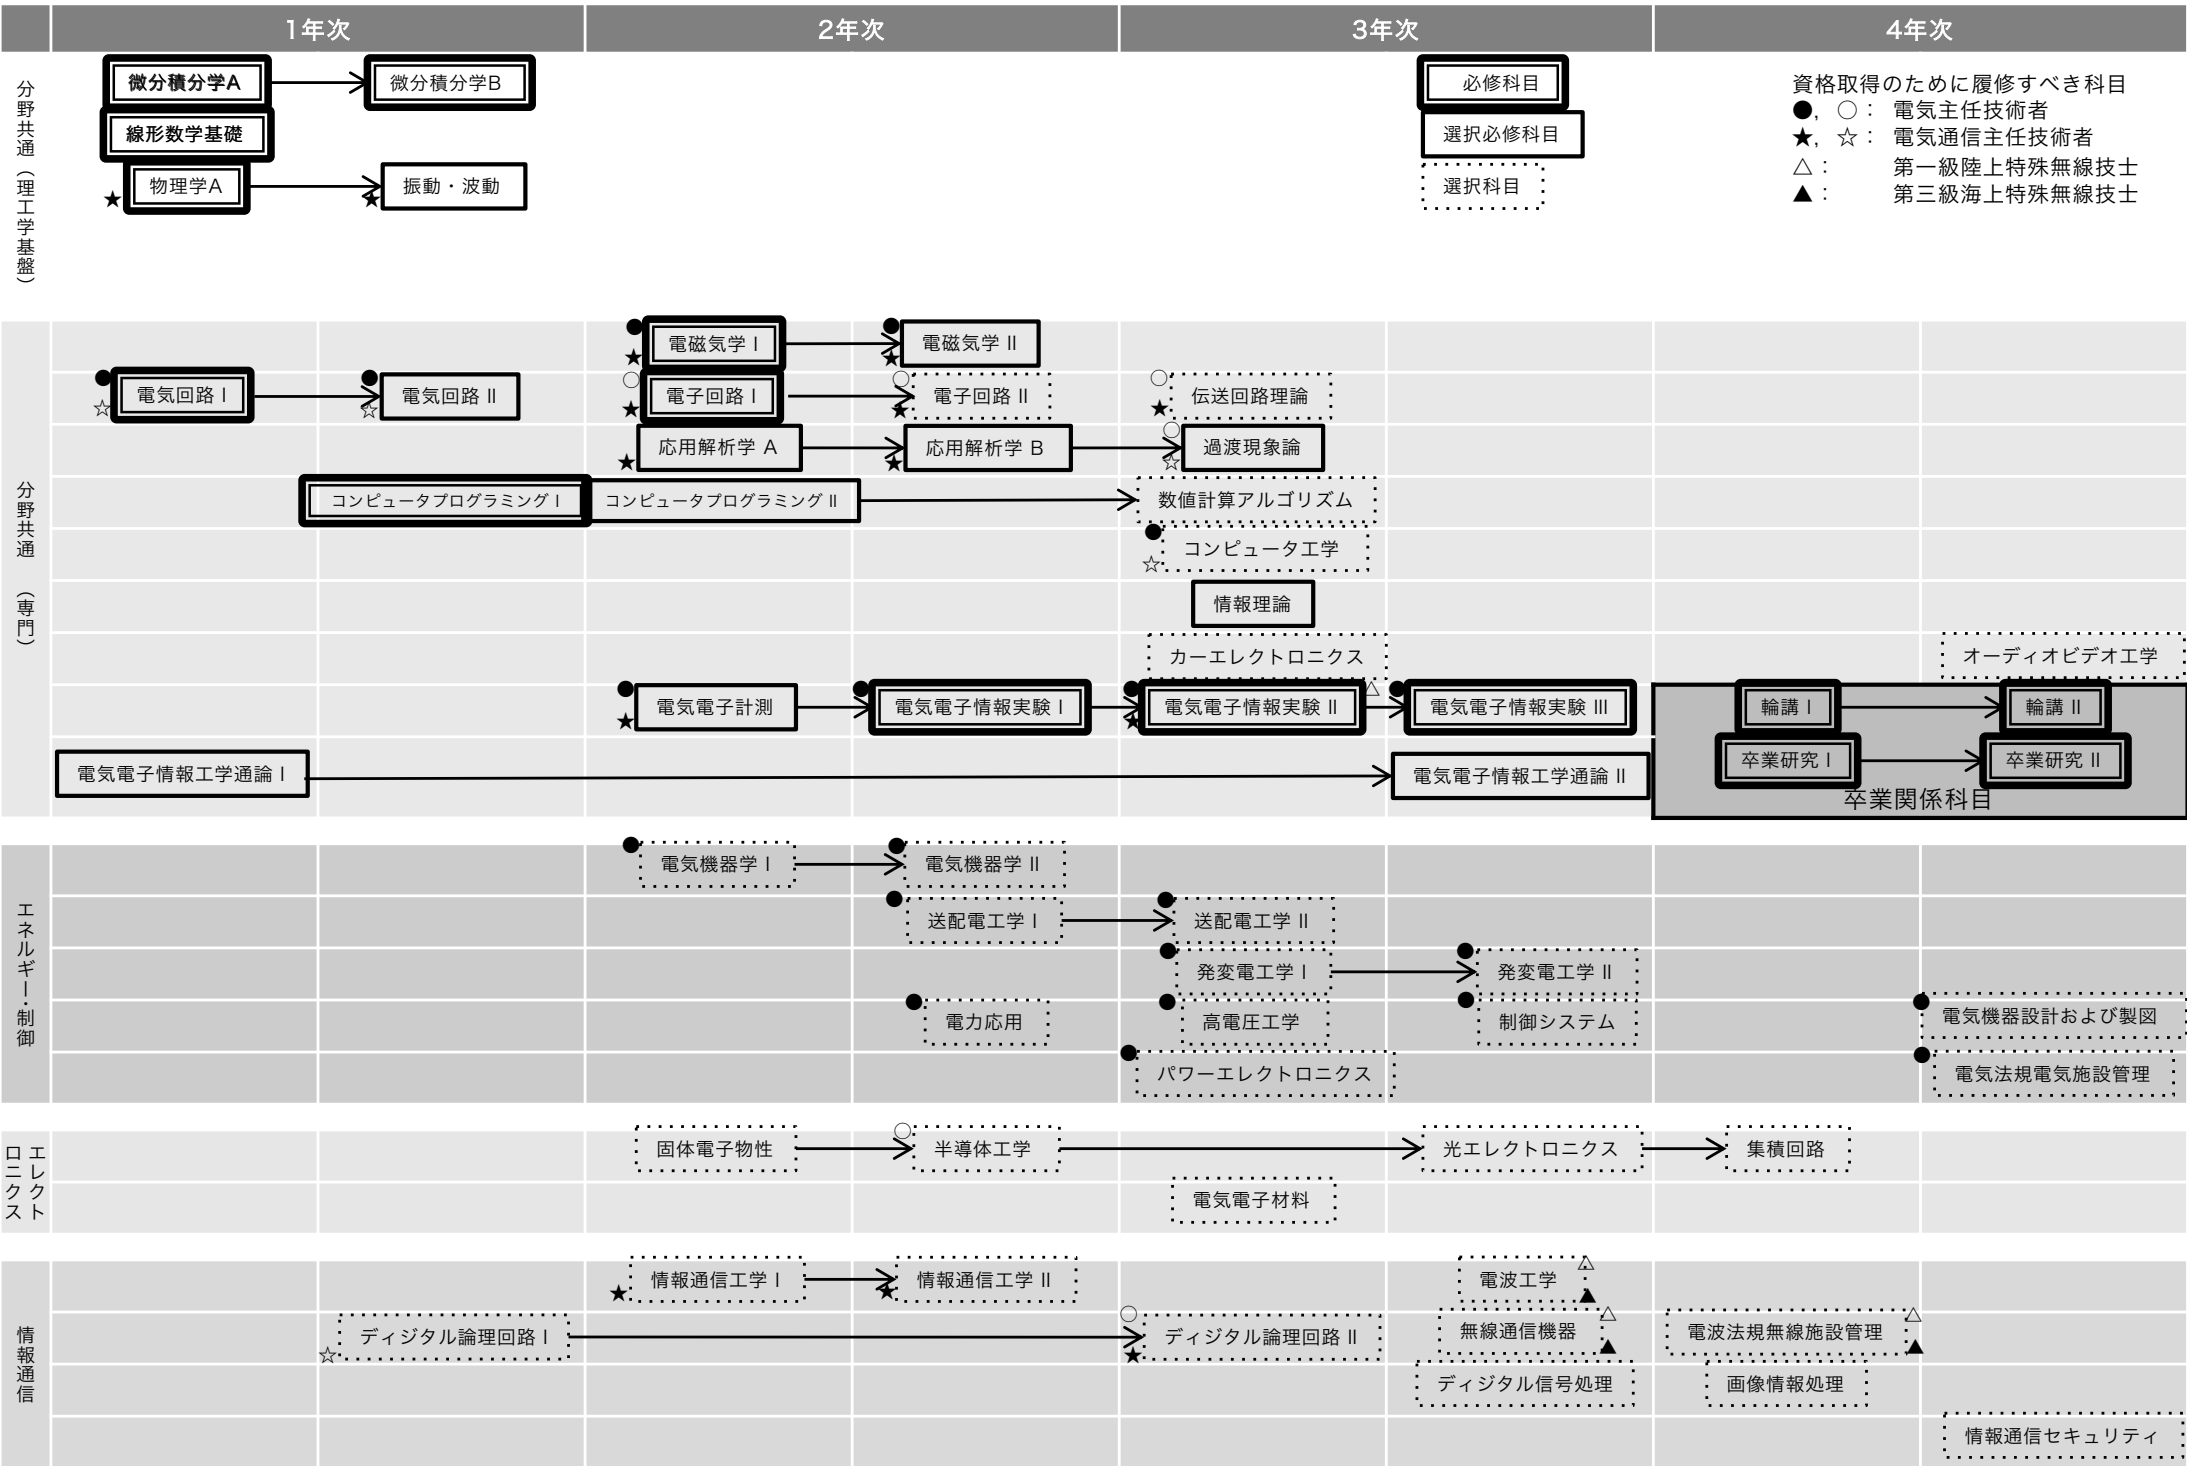 1年次
2年次
3年次
4年次
分野共通（理工学基盤）
微分積分学A
微分積分学B
線形数学基礎
物理学A
★
振動・波動
★
必修科目
選択必修科目
選択科目
資格取得のために履修すべき科目
●, ○： 電気主任技術者
★, ☆： 電気通信主任技術者
△： 第一級陸上特殊無線技士
▲： 第三級海上特殊無線技士
分野共通（専門）
● ★ 電磁気学 I
● ★ 電磁気学 II
● ☆ 電気回路 I
● ☆ 電気回路 II
○ ★ 電子回路 I
○ ★ 電子回路 II
○ ★ 伝送回路理論
★ 応用解析学 A
★ 応用解析学 B
○ ☆ 過渡現象論
コンピュータプログラミング I
コンピュータプログラミング II
数値計算アルゴリズム
● ☆ コンピュータ工学
情報理論
カーエレクトロニクス
オーディオビデオ工学
● ★ 電気電子計測
● 電気電子情報実験 I
● ★ 電気電子情報実験 II △
● 電気電子情報実験 III
輪講 I
輪講 II
電気電子情報工学通論 I
電気電子情報工学通論 II
卒業研究 I
卒業研究 II
卒業関係科目
エネルギー・制御
● 電気機器学 I
● 電気機器学 II
● 送配電工学 I
● 送配電工学 II
● 発変電工学 I
● 発変電工学 II
● 電力応用
● 高電圧工学
● 制御システム
● 電気機器設計および製図
● パワーエレクトロニクス
● 電気法規電気施設管理
エレクト
ロニクス
固体電子物性
○ 半導体工学
光エレクトロニクス
集積回路
電気電子材料
情報通信
★ 情報通信工学 I
★ 情報通信工学 II
電波工学 △ ▲
☆ ディジタル論理回路 I
○ ★ ディジタル論理回路 II
無線通信機器 △ ▲
電波法規無線施設管理 △ ▲
ディジタル信号処理
画像情報処理
情報通信セキュリティ